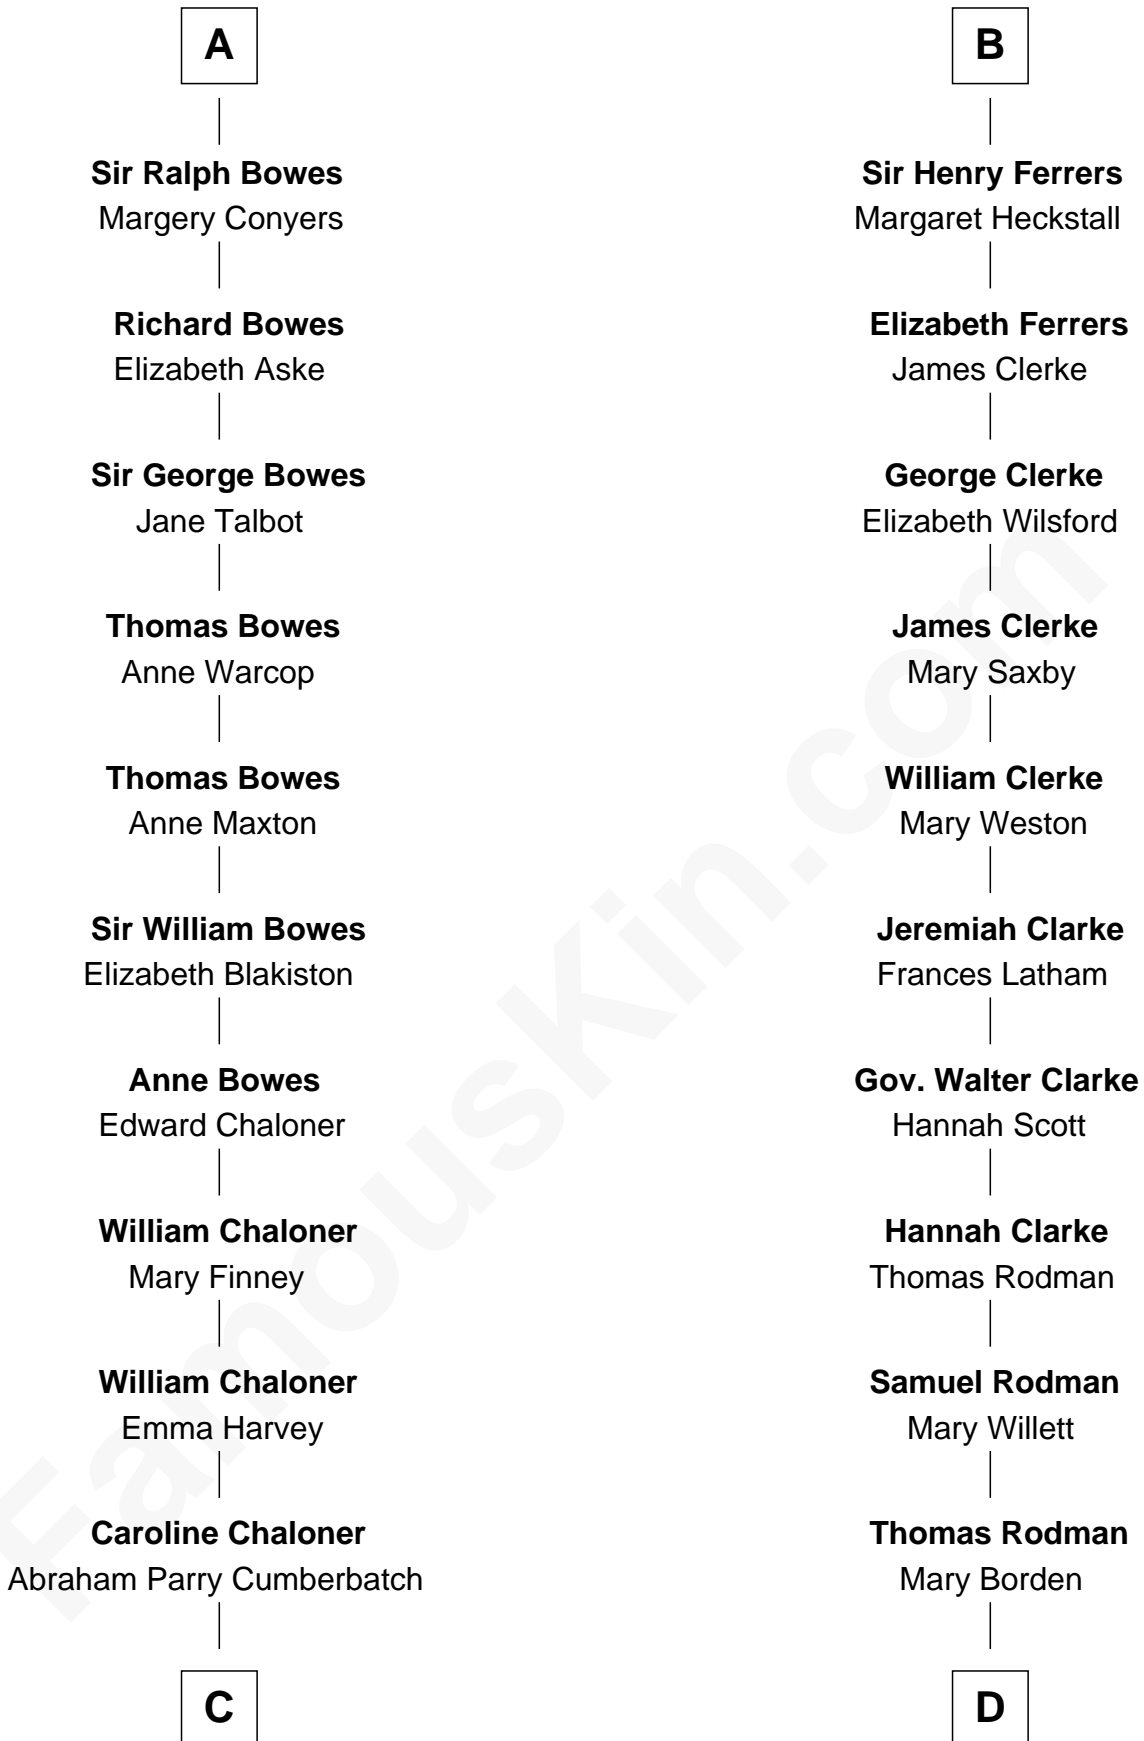 A
Sir Ralph Bowes
Margery Conyers
Richard Bowes
Elizabeth Aske
Sir George Bowes
Jane Talbot
Thomas Bowes
Anne Warcop
Thomas Bowes
Anne Maxton
Sir William Bowes
Elizabeth Blakiston
Anne Bowes
Edward Chaloner
William Chaloner
Mary Finney
William Chaloner
Emma Harvey
Caroline Chaloner
Abraham Parry Cumberbatch
C
B
Sir Henry Ferrers
Margaret Heckstall
Elizabeth Ferrers
James Clerke
George Clerke
Elizabeth Wilsford
James Clerke
Mary Saxby
William Clerke
Mary Weston
Jeremiah Clarke
Frances Latham
Gov. Walter Clarke
Hannah Scott
Hannah Clarke
Thomas Rodman
Samuel Rodman
Mary Willett
Thomas Rodman
Mary Borden
D
FamousKin.com